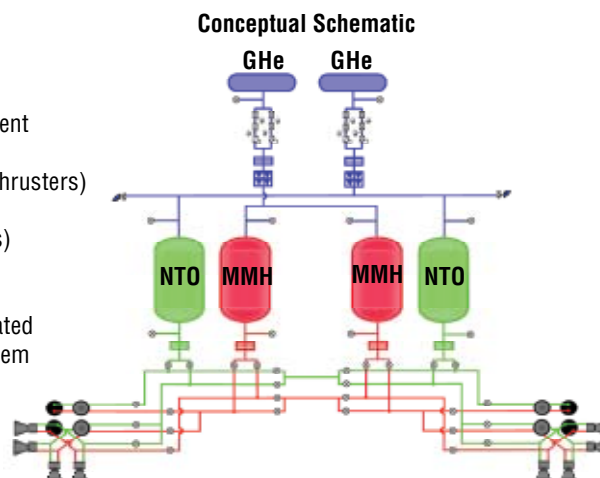 Conceptual Schematic
GHe GHe
ent
hrusters)
s)
NTO MMH MMH NTO
ated
em